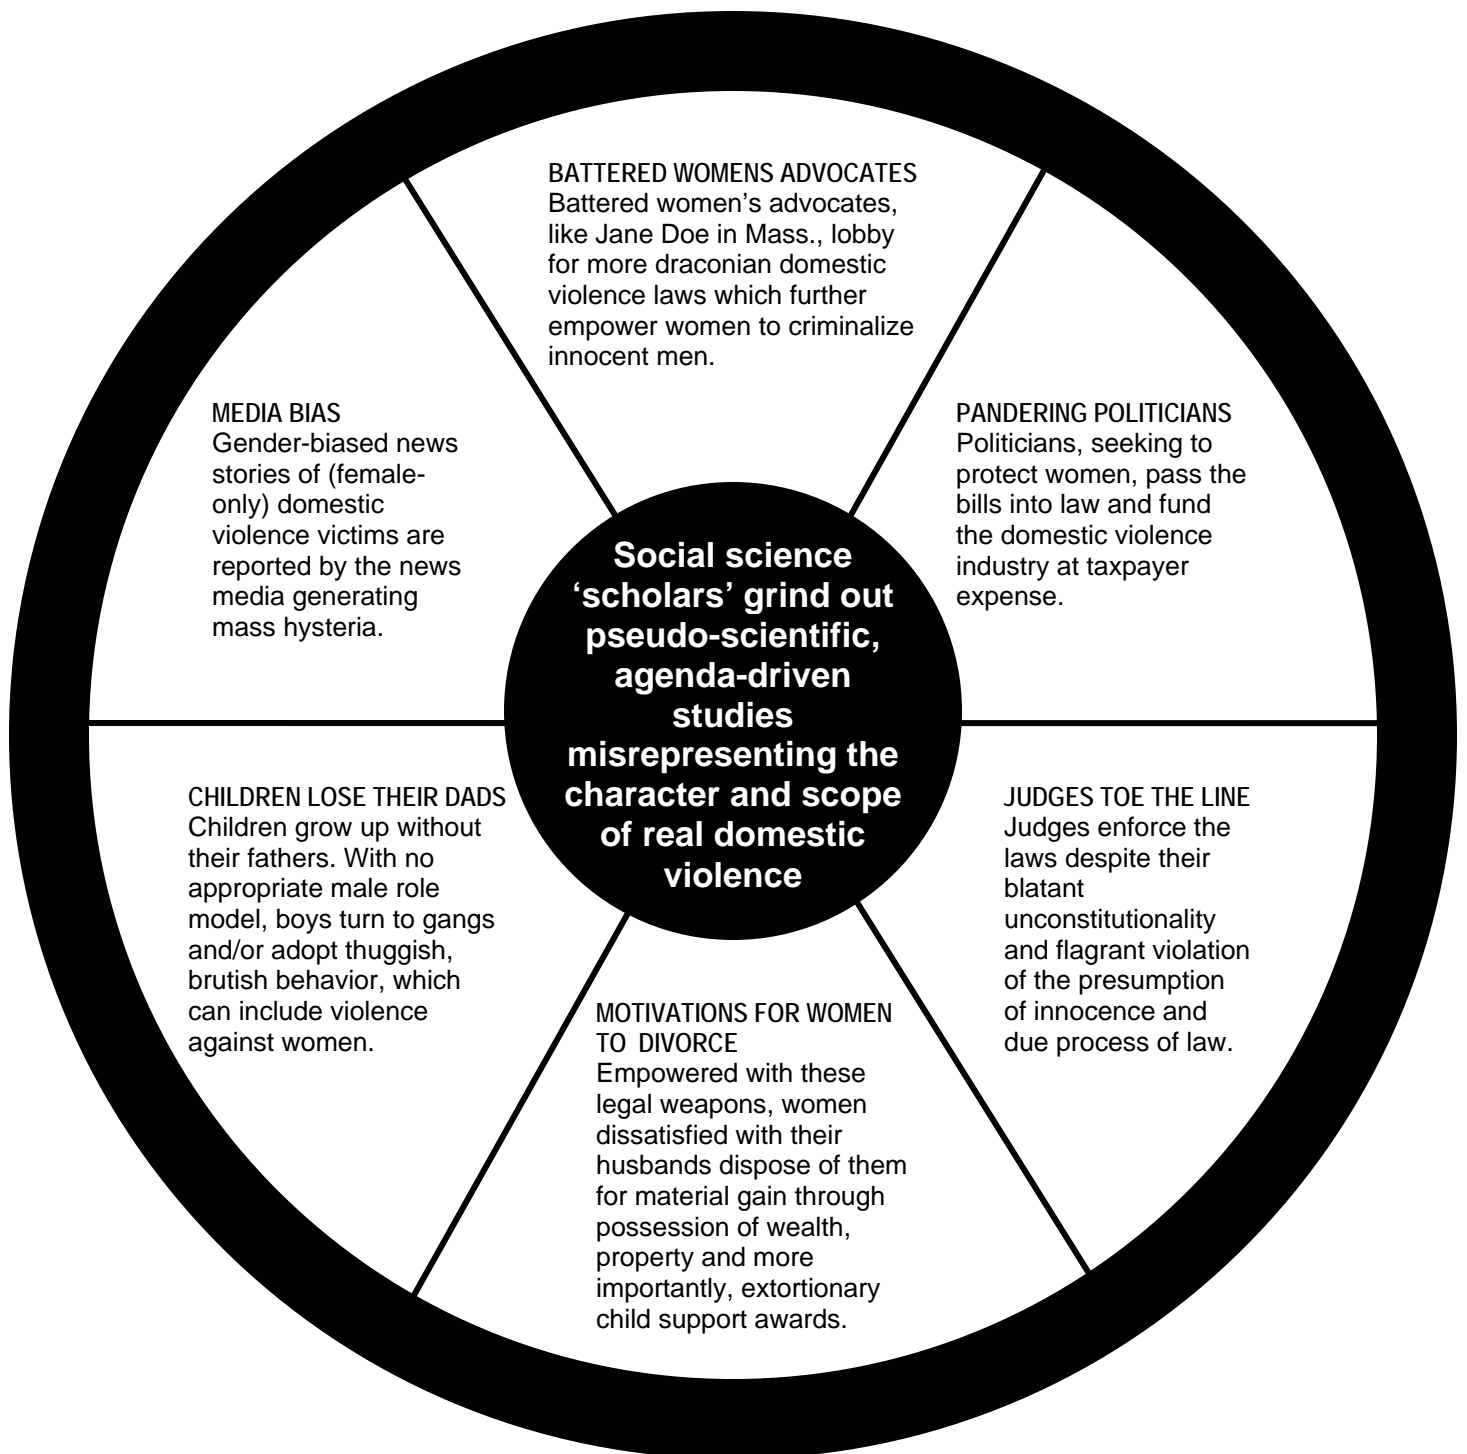 BATTERED WOMENS ADVOCATES
Battered women’s advocates,
like Jane Doe in Mass., lobby
for more draconian domestic
violence laws which further
empower women to criminalize
innocent men.
PANDERING POLITICIANS
Politicians, seeking to
protect women, pass the
bills into law and fund
the domestic violence
industry at taxpayer
expense.
JUDGES TOE THE LINE
Judges enforce the
laws despite their
blatant
unconstitutionality
and flagrant violation
of the presumption
of innocence and
due process of law.
MOTIVATIONS FOR WOMEN
TO DIVORCE
Empowered with these
legal weapons, women
dissatisfied with their
husbands dispose of them
for material gain through
possession of wealth,
property and more
importantly, extortionary
child support awards.
CHILDREN LOSE THEIR DADS
Children grow up without
their fathers. With no
appropriate male role
model, boys turn to gangs
and/or adopt thuggish,
brutish behavior, which
can include violence
against women.
MEDIA BIAS
Gender-biased news
stories of (female-
only) domestic
violence victims are
reported by the news
media generating
mass hysteria.
Social science
‘scholars’ grind out
pseudo-scientific,
agenda-driven
studies
misrepresenting the
character and scope
of real domestic
violence